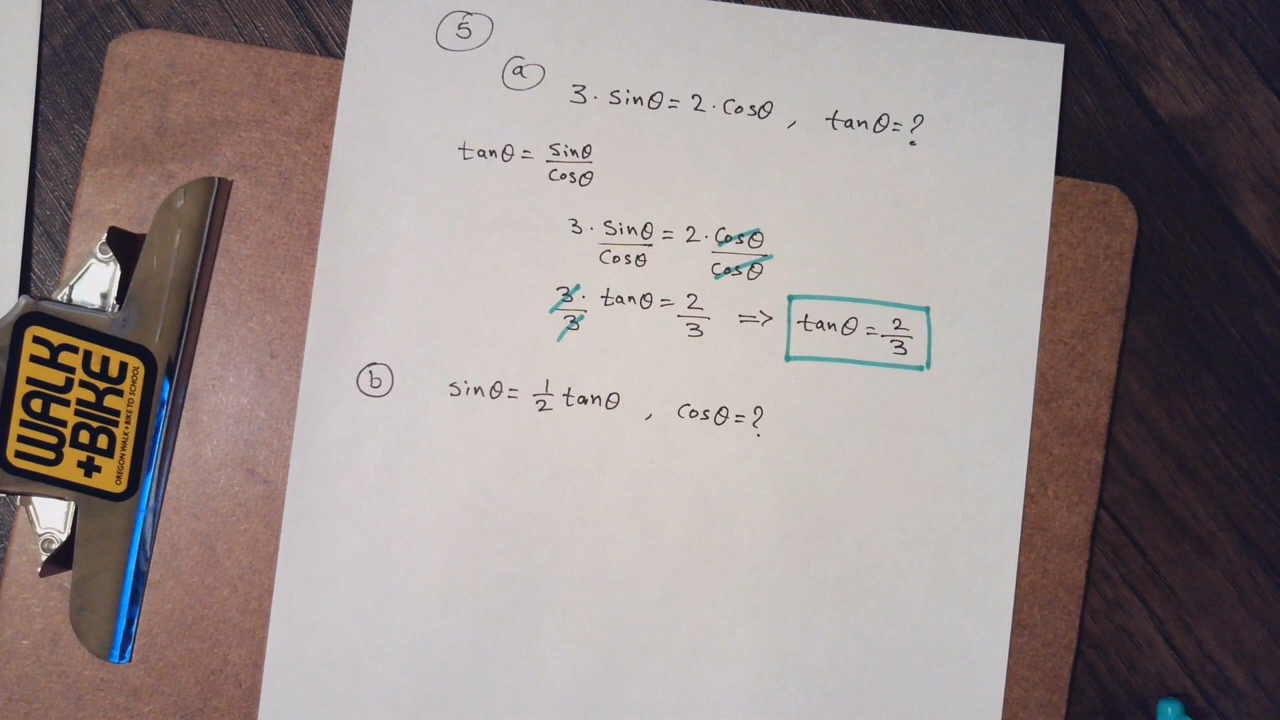 5
a
3 · sinθ = 2 · cosθ , tanθ = ?
tanθ = sinθ/cosθ
3 · sinθ/cosθ = 2 · cosθ/cosθ
3/3 · tanθ = 2/3 => tanθ = 2/3
b
sinθ = 1/2 tanθ , cosθ = ?
WALK
+BIKE
OREGON WALK+BIKE TO SCHOOL